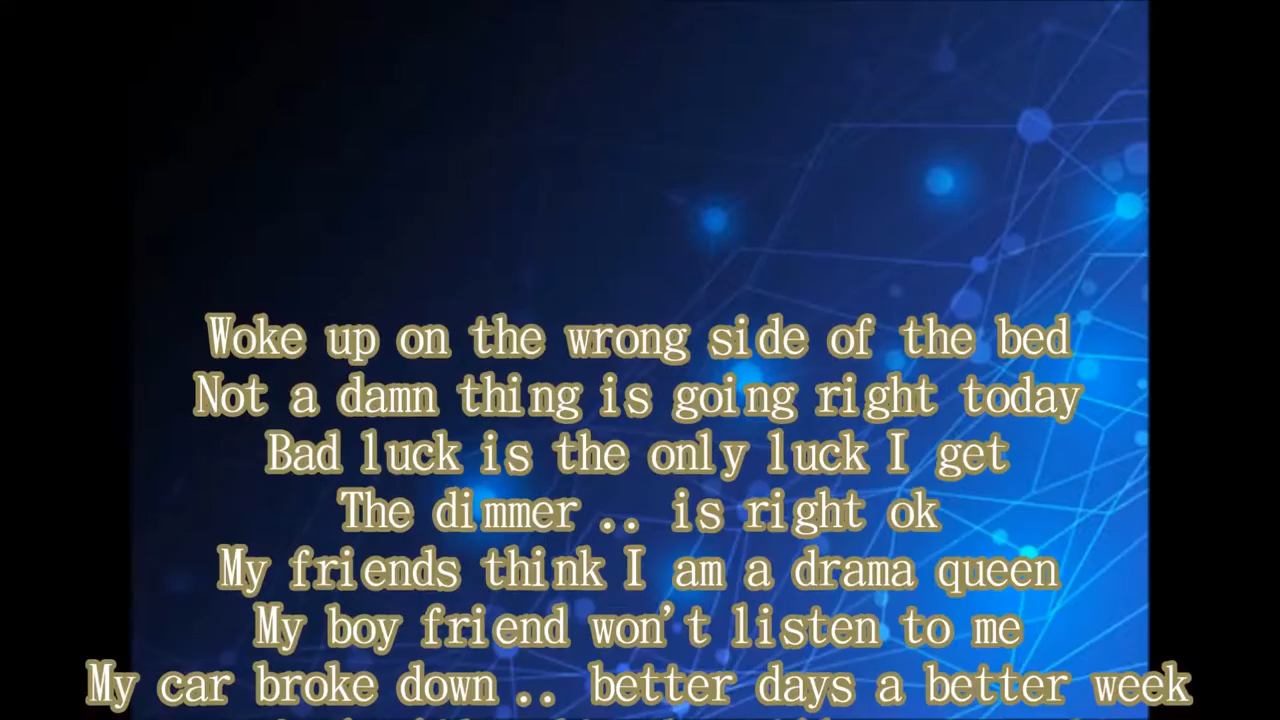 Woke up on the wrong side of the bed
Not a damn thing is going right today
Bad luck is the only luck I get
The dimmer .. is right ok
My friends think I am a drama queen
My boy friend won't listen to me
My car broke down .. better days a better week